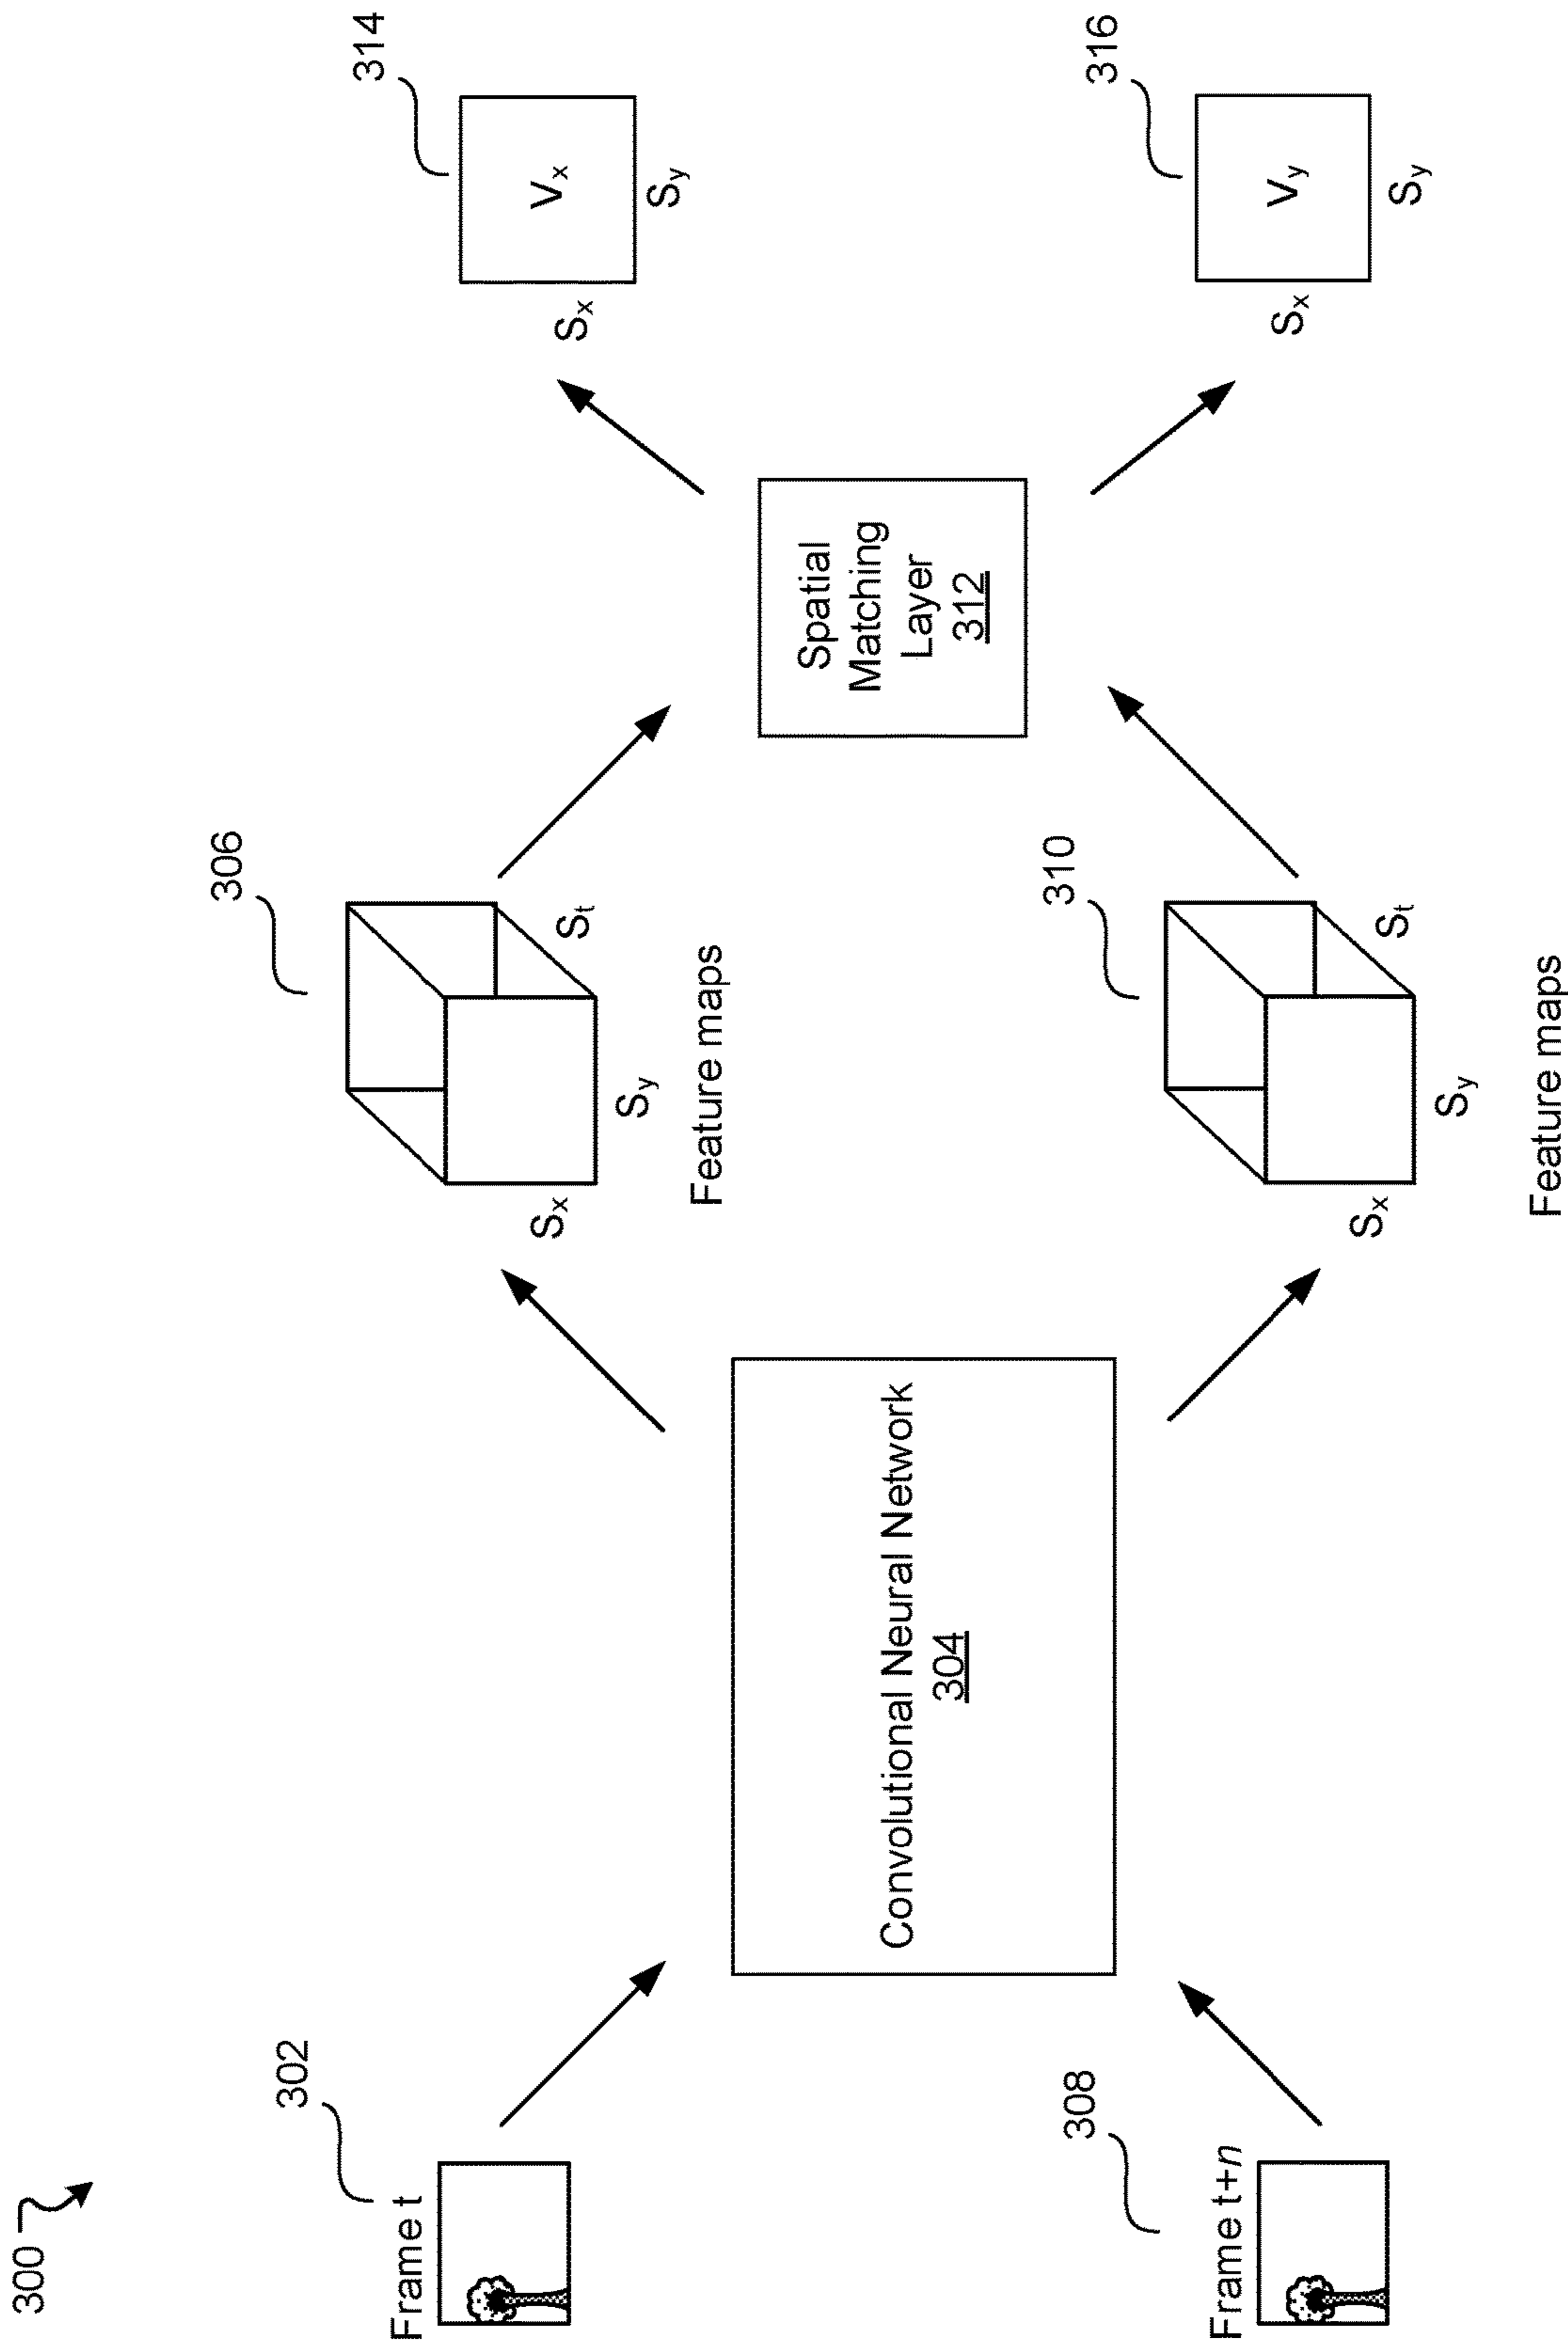 300
Frame t
302
Frame t+n
308
Convolutional Neural Network
304
306
Sx
Sy
St
Feature maps
310
Sx
Sy
St
Feature maps
Spatial
Matching
Layer
312
314
Vx
Sx
Sy
316
Vy
Sx
Sy